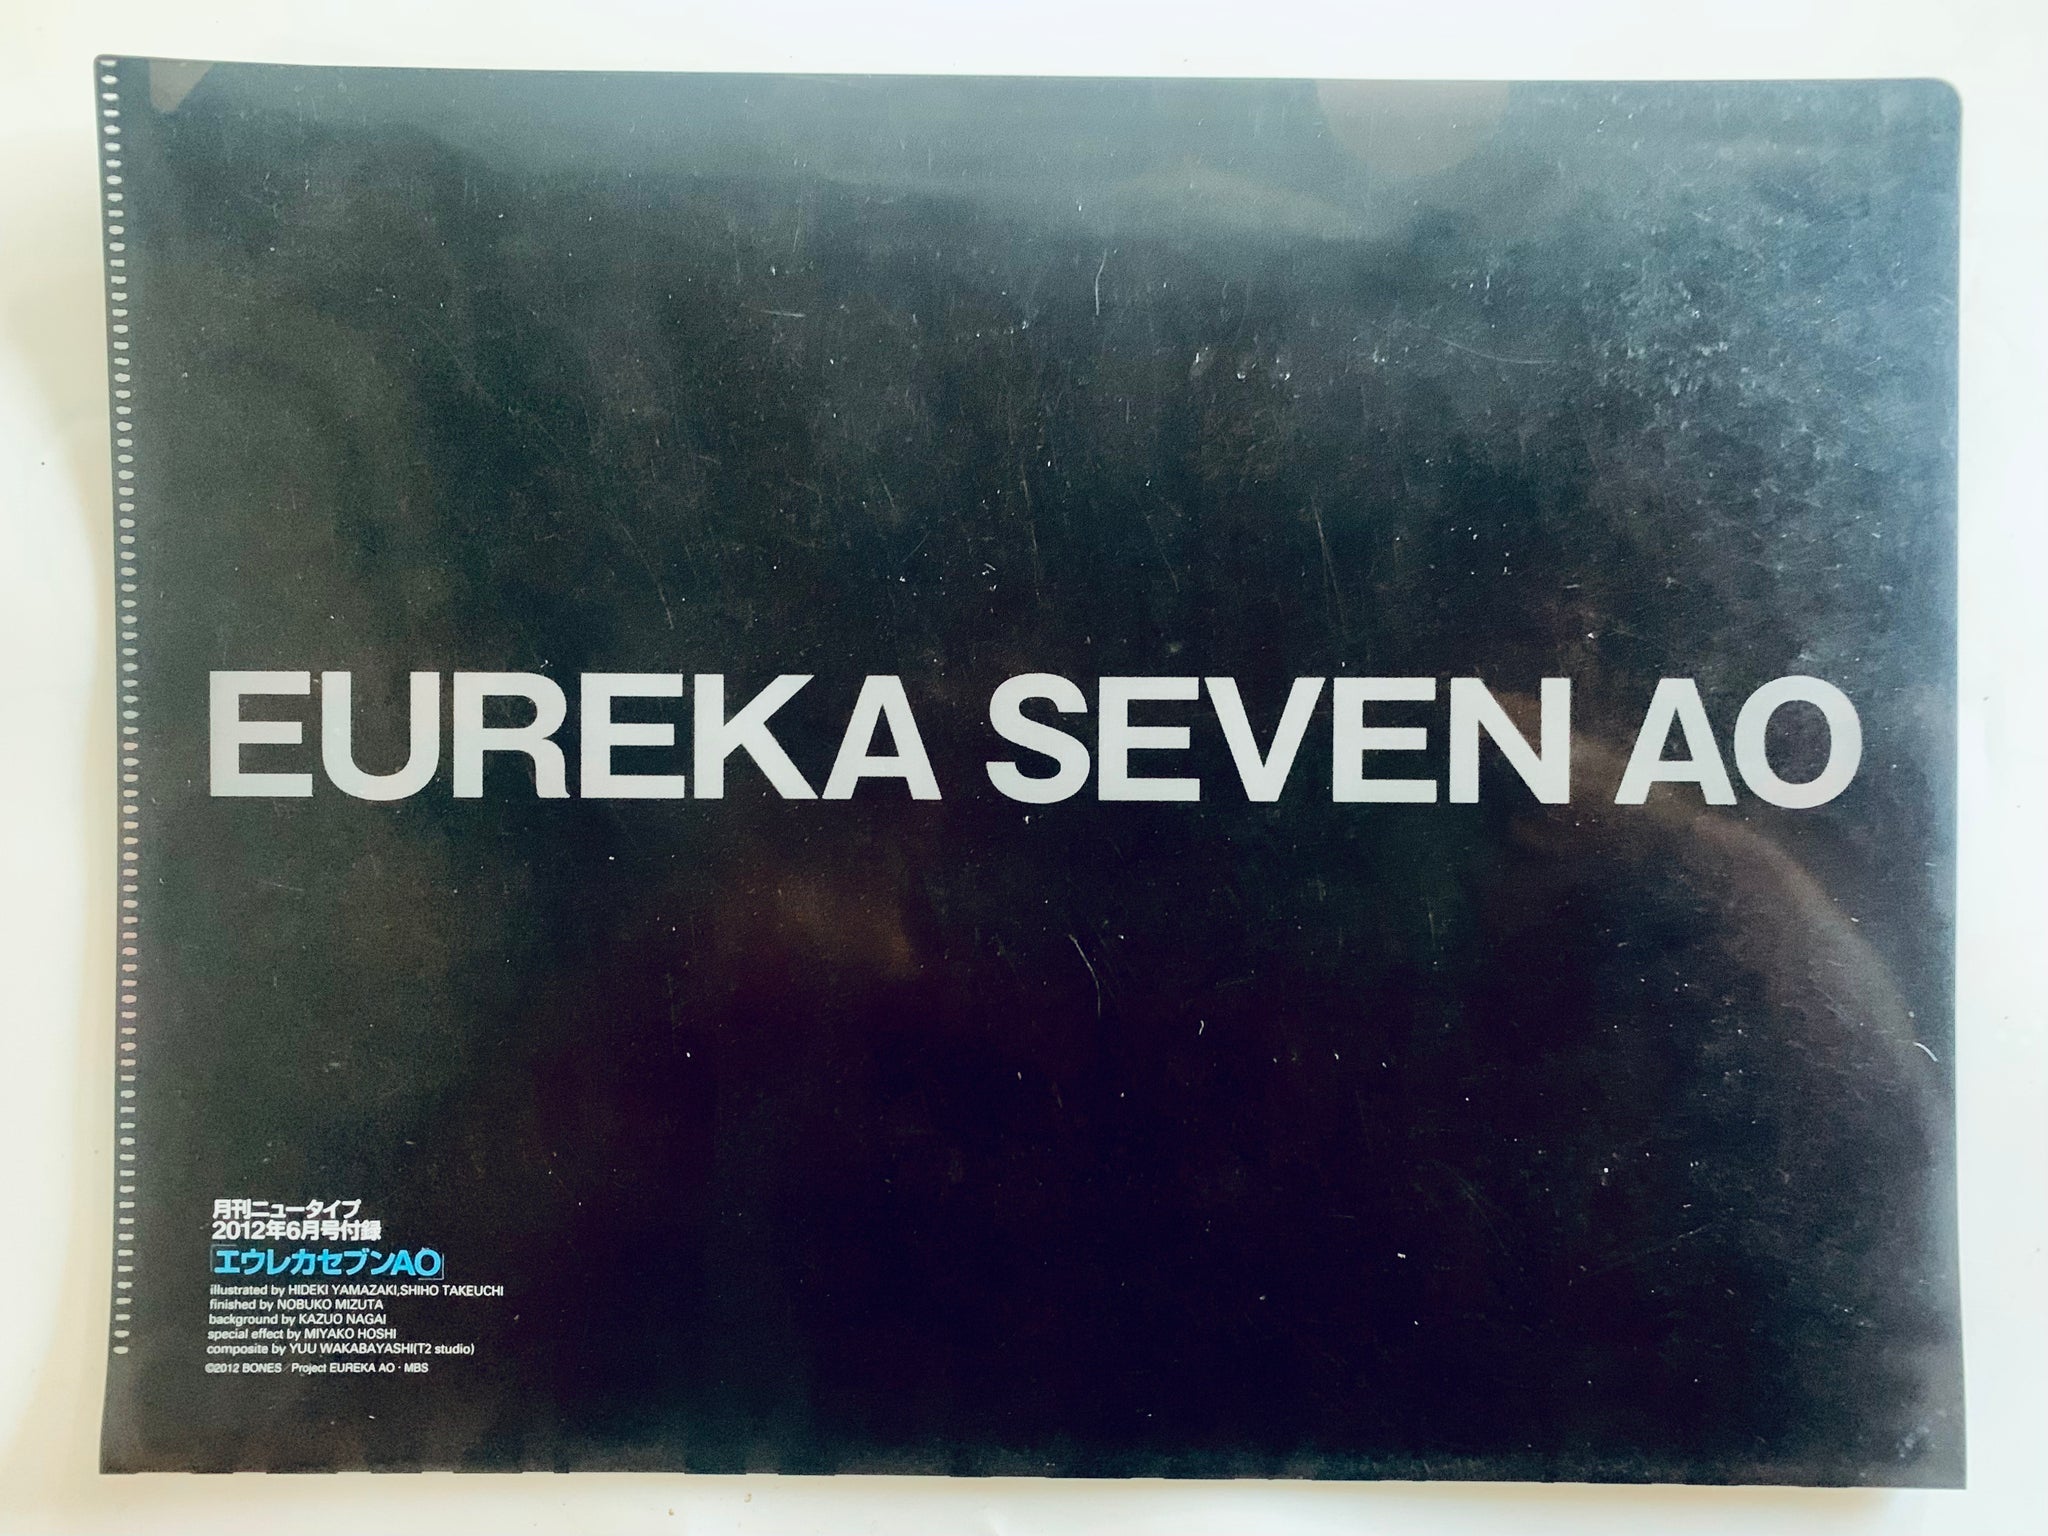 EUREKA SEVEN AO
月刊ニュータイプ
2012年6月号付録
「エウレカセブンAO」
illustrated by HIDEKI YAMAZAKI,SHIHO TAKEUCHI
finished by NOBUKO MIZUTA
background by KAZUO NAGAI
special effect by MIYAKO HOSHI
composite by YUU WAKABAYASHI(T2 studio)
©2012 BONES／Project EUREKA AO・MBS